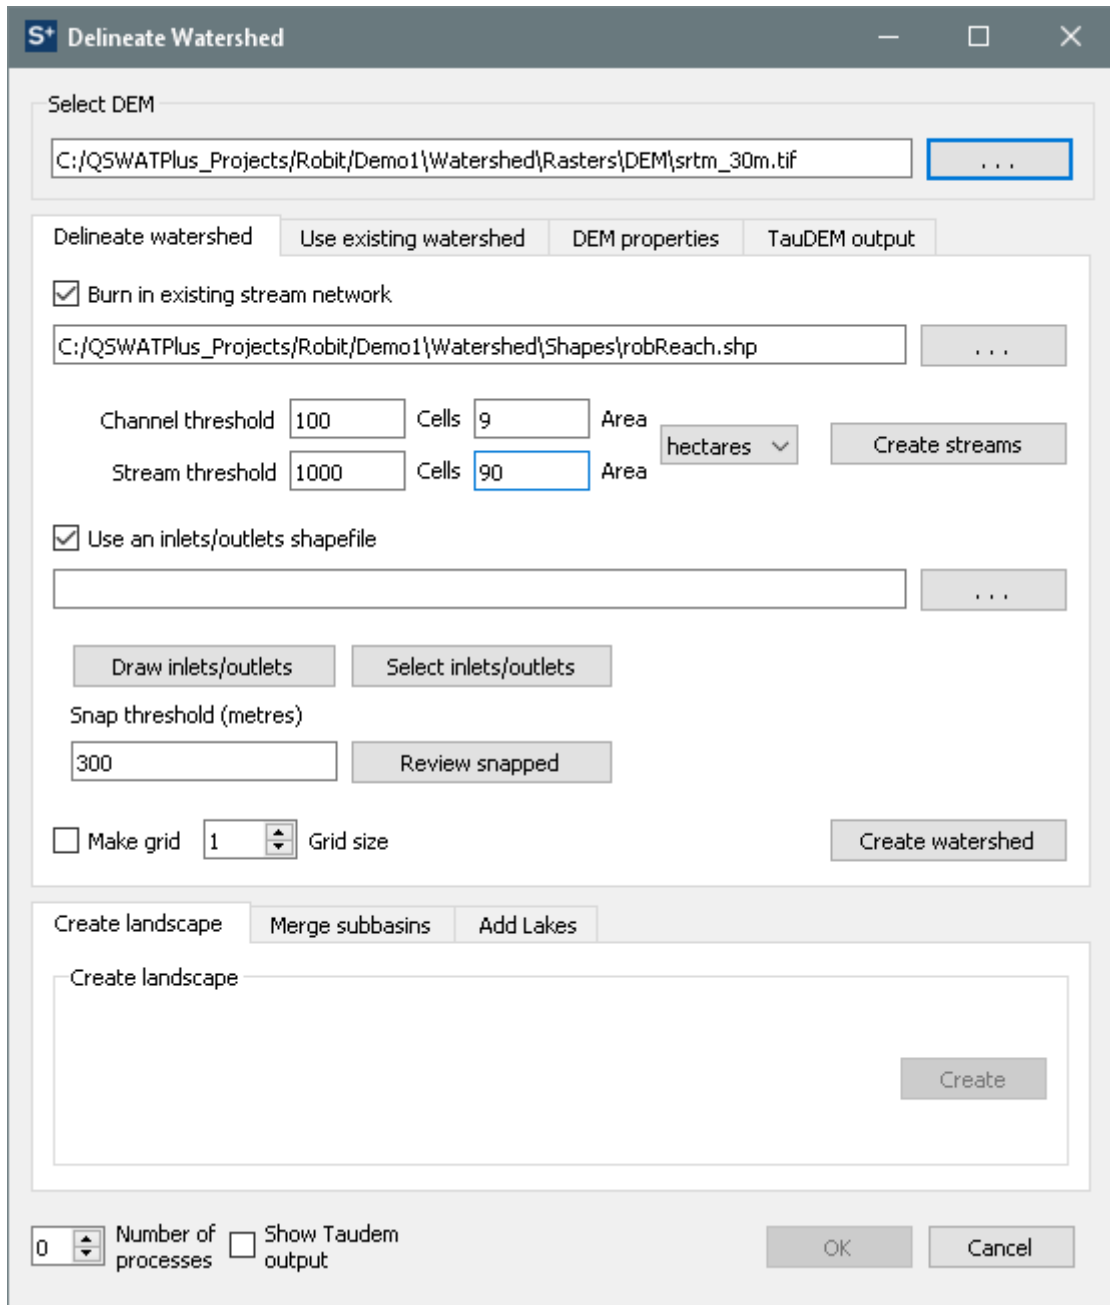 S+ Delineate Watershed
Select DEM
C:/QSWATPlus_Projects/Robit/Demo1\Watershed\Rasters\DEM\srtm_30m.tif ...
Delineate watershed Use existing watershed DEM properties TauDEM output
Burn in existing stream network
C:/QSWATPlus_Projects/Robit/Demo1\Watershed\Shapes\robReach.shp ...
Channel threshold 100 Cells 9 Area
hectares Create streams
Stream threshold 1000 Cells 90 Area
Use an inlets/outlets shapefile
...
Draw inlets/outlets Select inlets/outlets
Snap threshold (metres)
300 Review snapped
Make grid 1 Grid size Create watershed
Create landscape Merge subbasins Add Lakes
Create landscape
Create
0 Number of processes Show Taudem output OK Cancel